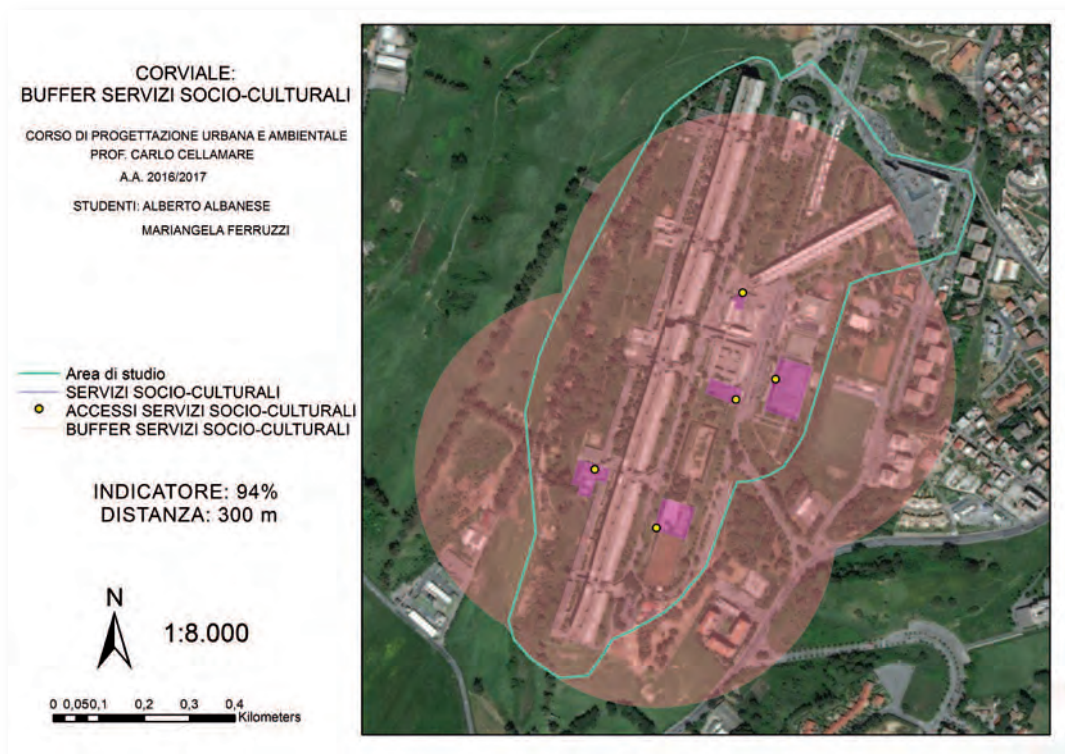 CORVIALE:
BUFFER SERVIZI SOCIO-CULTURALI
CORSO DI PROGETTAZIONE URBANA E AMBIENTALE
PROF. CARLO CELLAMARE
A.A. 2016/2017
STUDENTI: ALBERTO ALBANESE
MARIANGELA FERRUZZI
Area di studio
SERVIZI SOCIO-CULTURALI
ACCESSI SERVIZI SOCIO-CULTURALI
BUFFER SERVIZI SOCIO-CULTURALI
INDICATORE: 94%
DISTANZA: 300 m
N
1:8.000
0 0,050,1 0,2 0,3 0,4
Kilometers